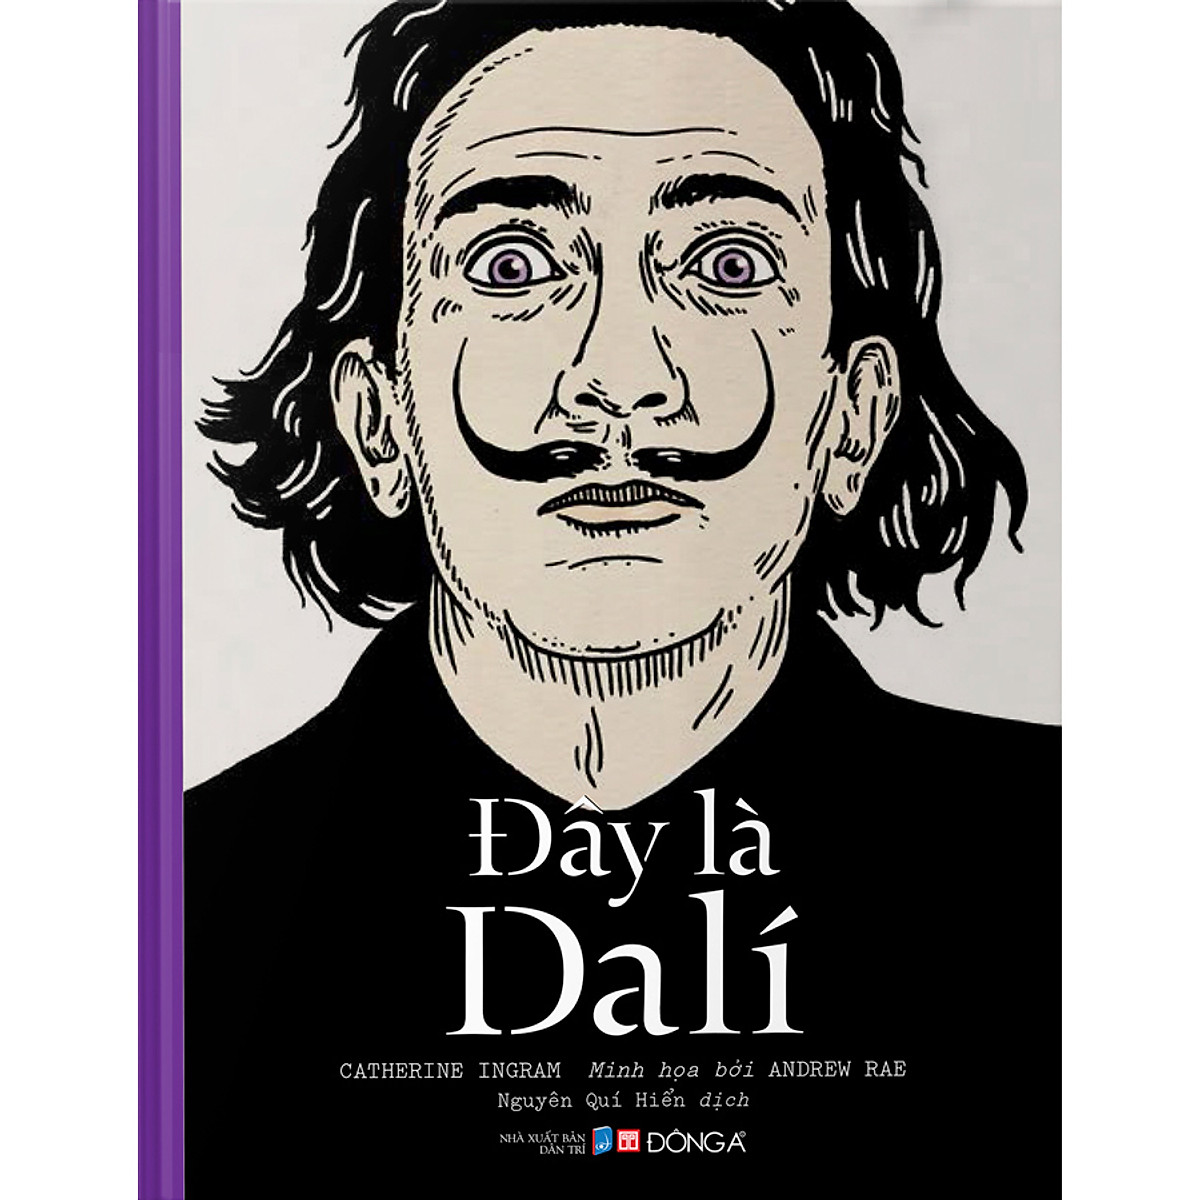 Đây là
Dalí
CATHERINE INGRAM Minh họa bởi ANDREW RAE
Nguyên Quí Hiển dịch
NHÀ XUẤT BẢN
DÂN TRÍ
ĐÔNG A